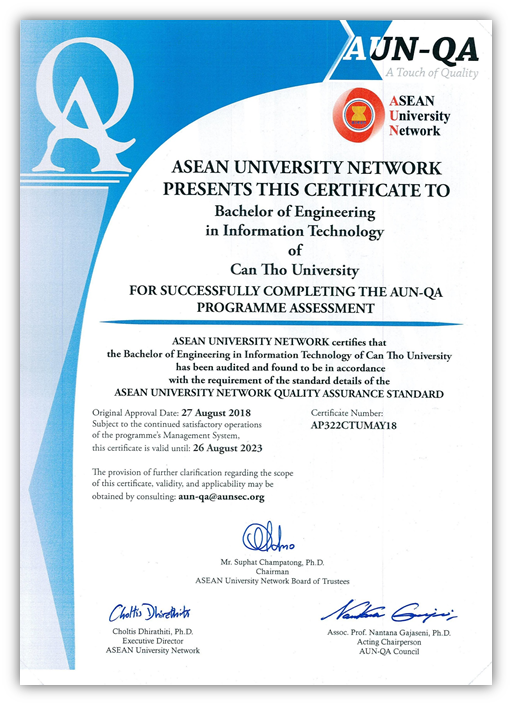 AUN-QA
A Touch of Quality
ASEAN
University
Network
QA
ASEAN UNIVERSITY NETWORK
PRESENTS THIS CERTIFICATE TO
Bachelor of Engineering
in Information Technology
of
Can Tho University
FOR SUCCESSFULLY COMPLETING THE AUN-QA
PROGRAMME ASSESSMENT
ASEAN UNIVERSITY NETWORK certifies that
the Bachelor of Engineering in Information Technology of Can Tho University
has been audited and found to be in accordance
with the requirement of the standard details of the
ASEAN UNIVERSITY NETWORK QUALITY ASSURANCE STANDARD
Original Approval Date: 27 August 2018
Subject to the continued satisfactory operations
of the programme's Management System,
this certificate is valid until: 26 August 2023
Certificate Number:
AP322CTUMAY18
The provision of further clarification regarding the scope
of this certificate, validity, and applicability may be
obtained by consulting: aun-qa@aunsec.org
Mr. Suphat Champatong, Ph.D.
Chairman
ASEAN University Network Board of Trustees
Choltis Dhirathiti
Choltis Dhirathiti, Ph.D.
Executive Director
ASEAN University Network
Assoc. Prof. Nantana Gajaseni, Ph.D.
Acting Chairperson
AUN-QA Council